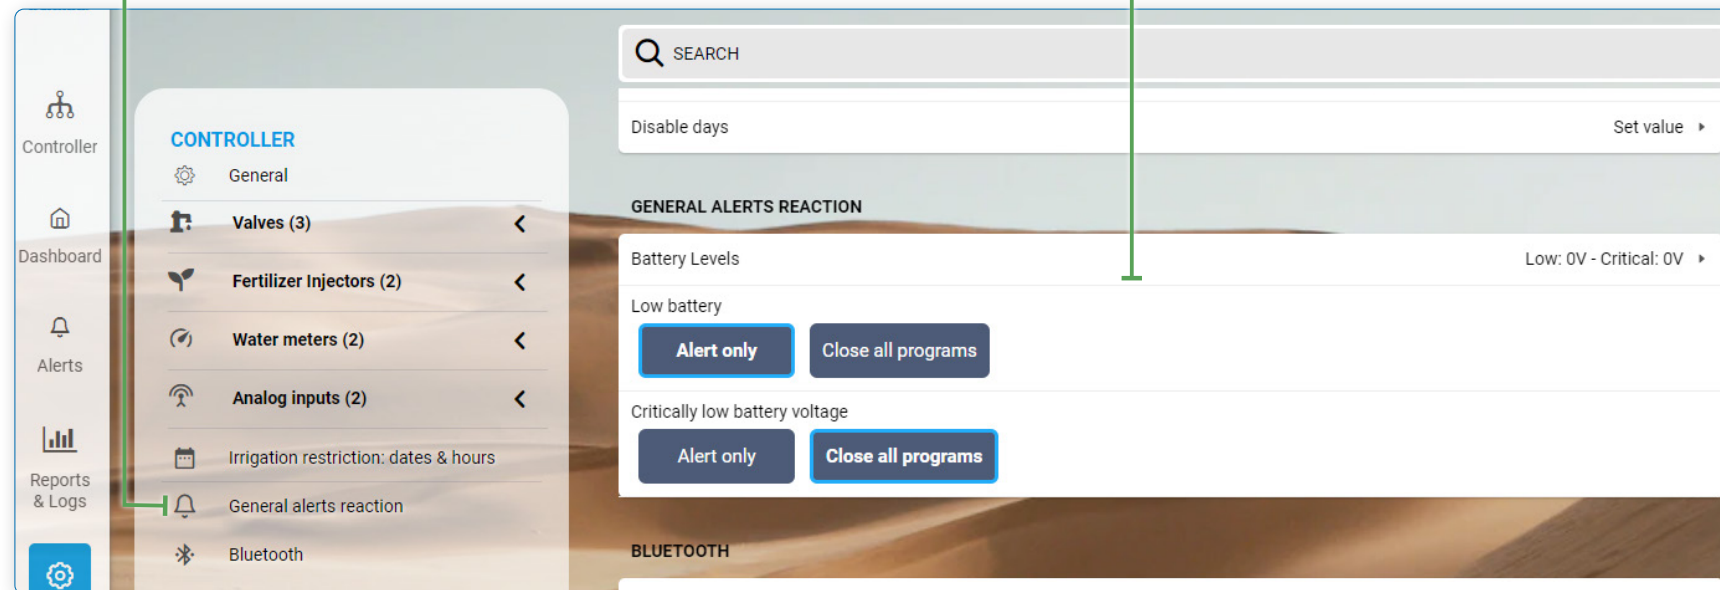 Controller
Dashboard
Alerts
Reports
& Logs
CONTROLLER
General
Valves (3)
Fertilizer Injectors (2)
Water meters (2)
Analog inputs (2)
Irrigation restriction: dates & hours
General alerts reaction
Bluetooth
SEARCH
Disable days Set value
GENERAL ALERTS REACTION
Battery Levels Low: 0V - Critical: 0V
Low battery
Alert only Close all programs
Critically low battery voltage
Alert only Close all programs
BLUETOOTH